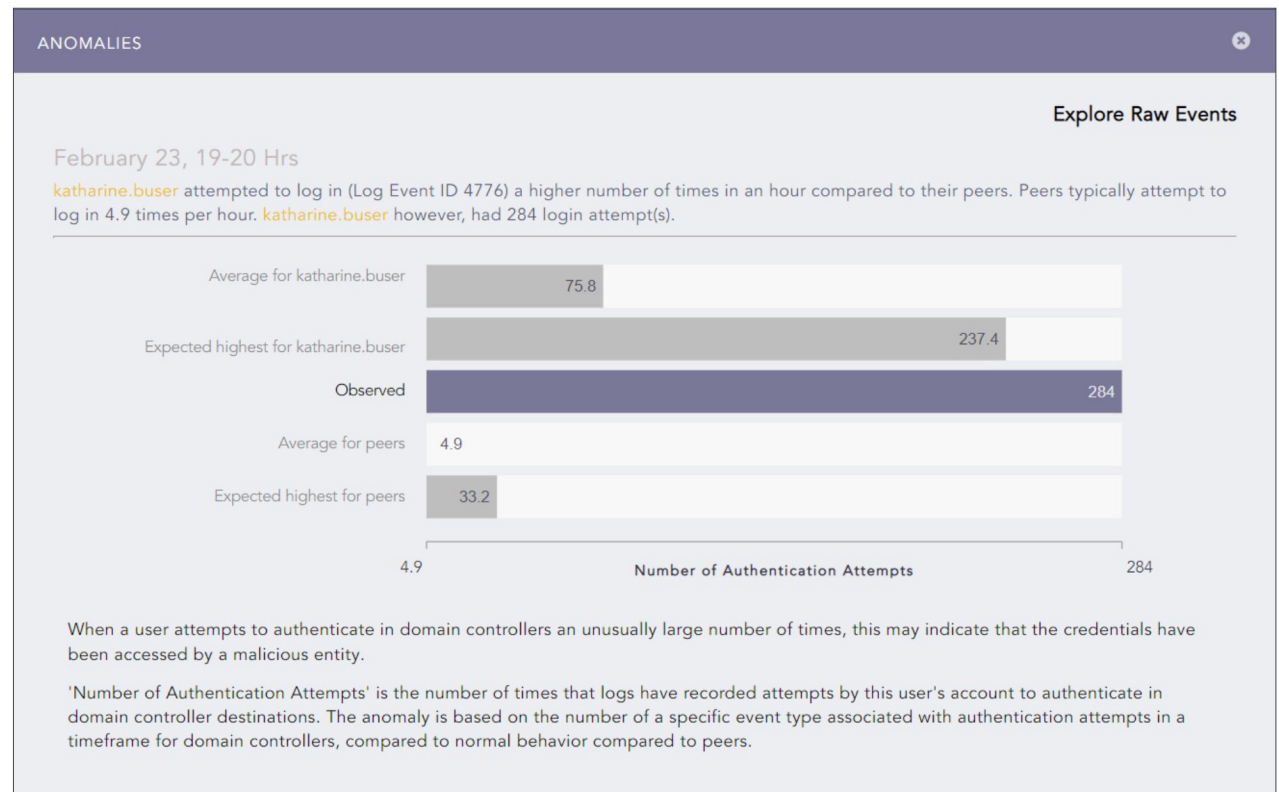 ANOMALIES
Explore Raw Events
February 23, 19-20 Hrs
katharine.buser attempted to log in (Log Event ID 4776) a higher number of times in an hour compared to their peers. Peers typically attempt to
log in 4.9 times per hour. katharine.buser however, had 284 login attempt(s).
Average for katharine.buser 75.8
Expected highest for katharine.buser 237.4
Observed 284
Average for peers 4.9
Expected highest for peers 33.2
4.9 Number of Authentication Attempts 284
When a user attempts to authenticate in domain controllers an unusually large number of times, this may indicate that the credentials have
been accessed by a malicious entity.
'Number of Authentication Attempts' is the number of times that logs have recorded attempts by this user's account to authenticate in
domain controller destinations. The anomaly is based on the number of a specific event type associated with authentication attempts in a
timeframe for domain controllers, compared to normal behavior compared to peers.